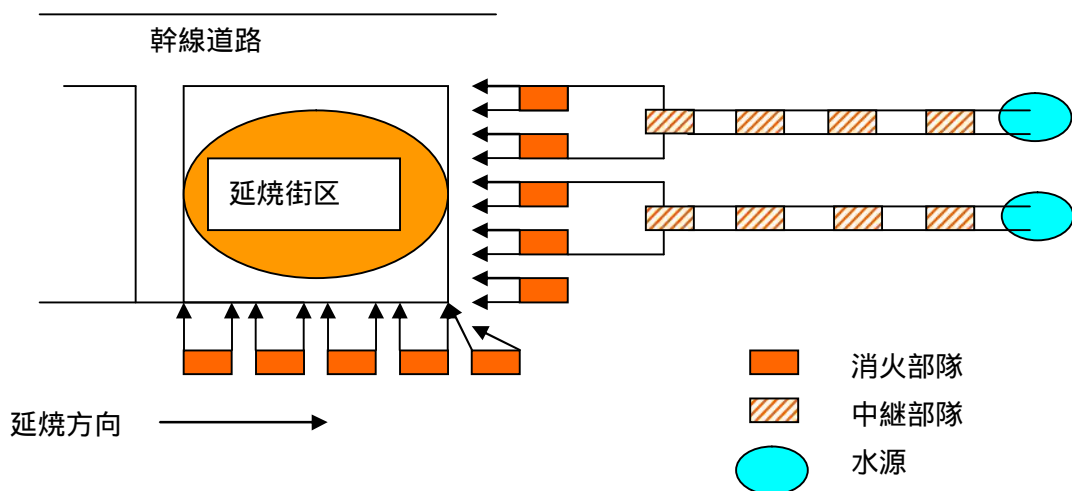 幹線道路
延焼街区
延焼方向
消火部隊
中継部隊
水源